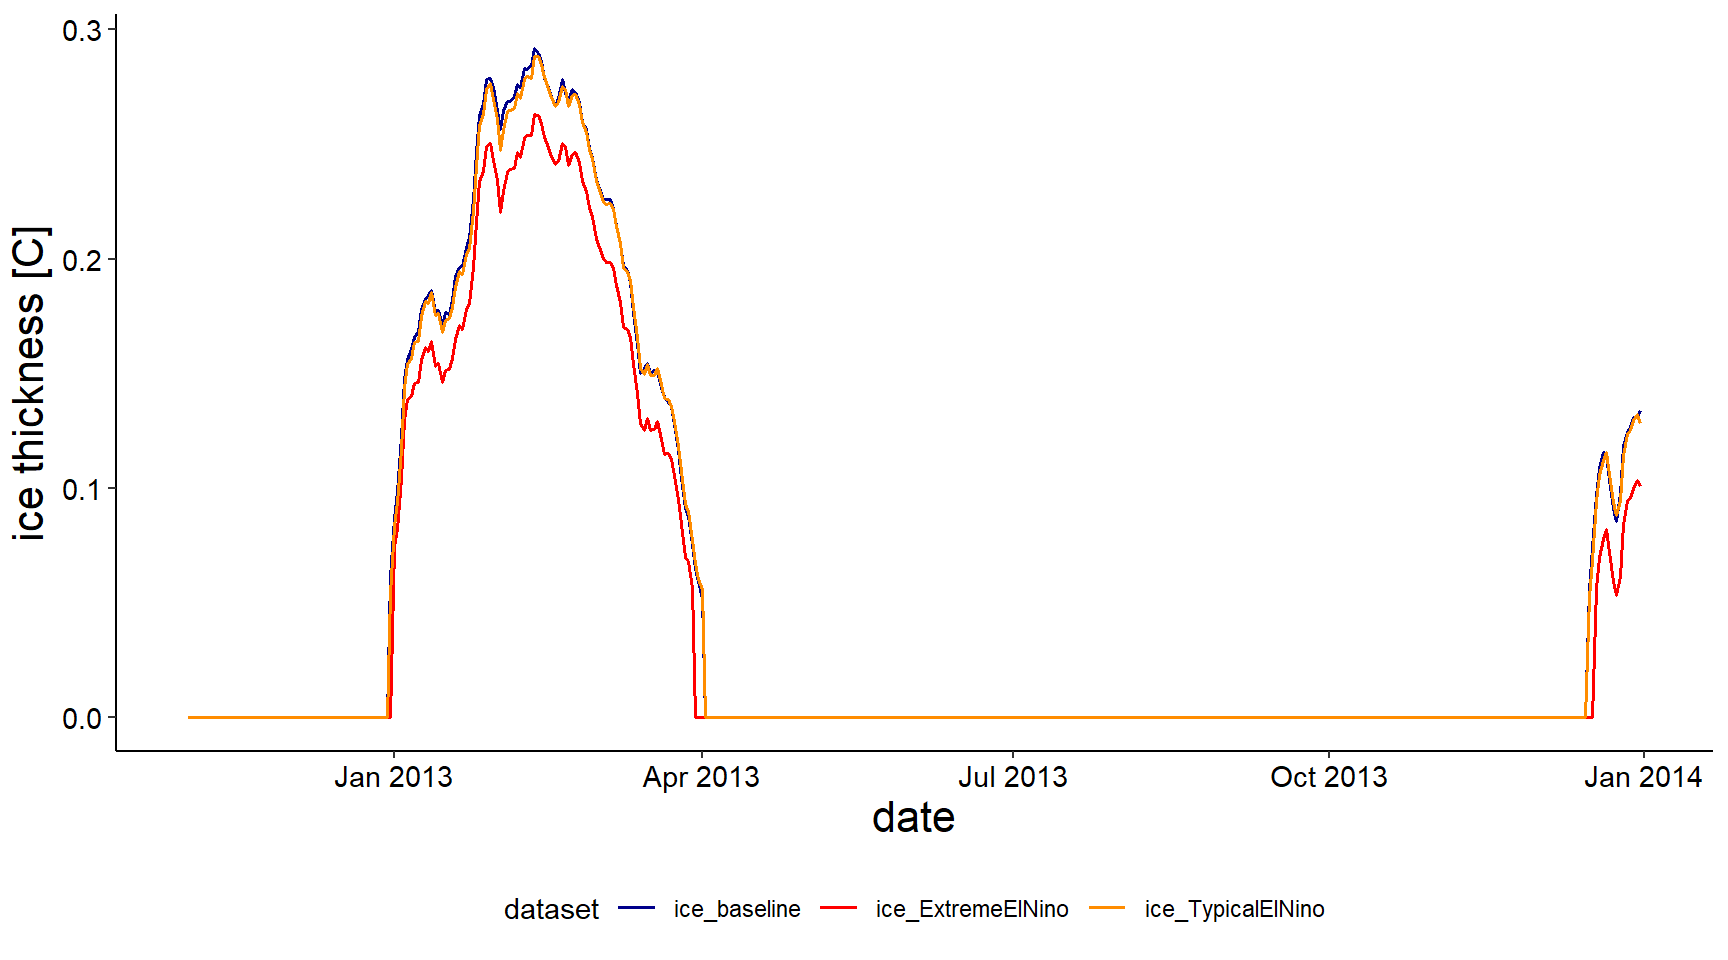 0.3
0.2
0.1
0.0
ice thickness [C]
Jan 2013 Apr 2013 Jul 2013 Oct 2013 Jan 2014
date
dataset ice_baseline ice_ExtremeElNino ice_TypicalElNino